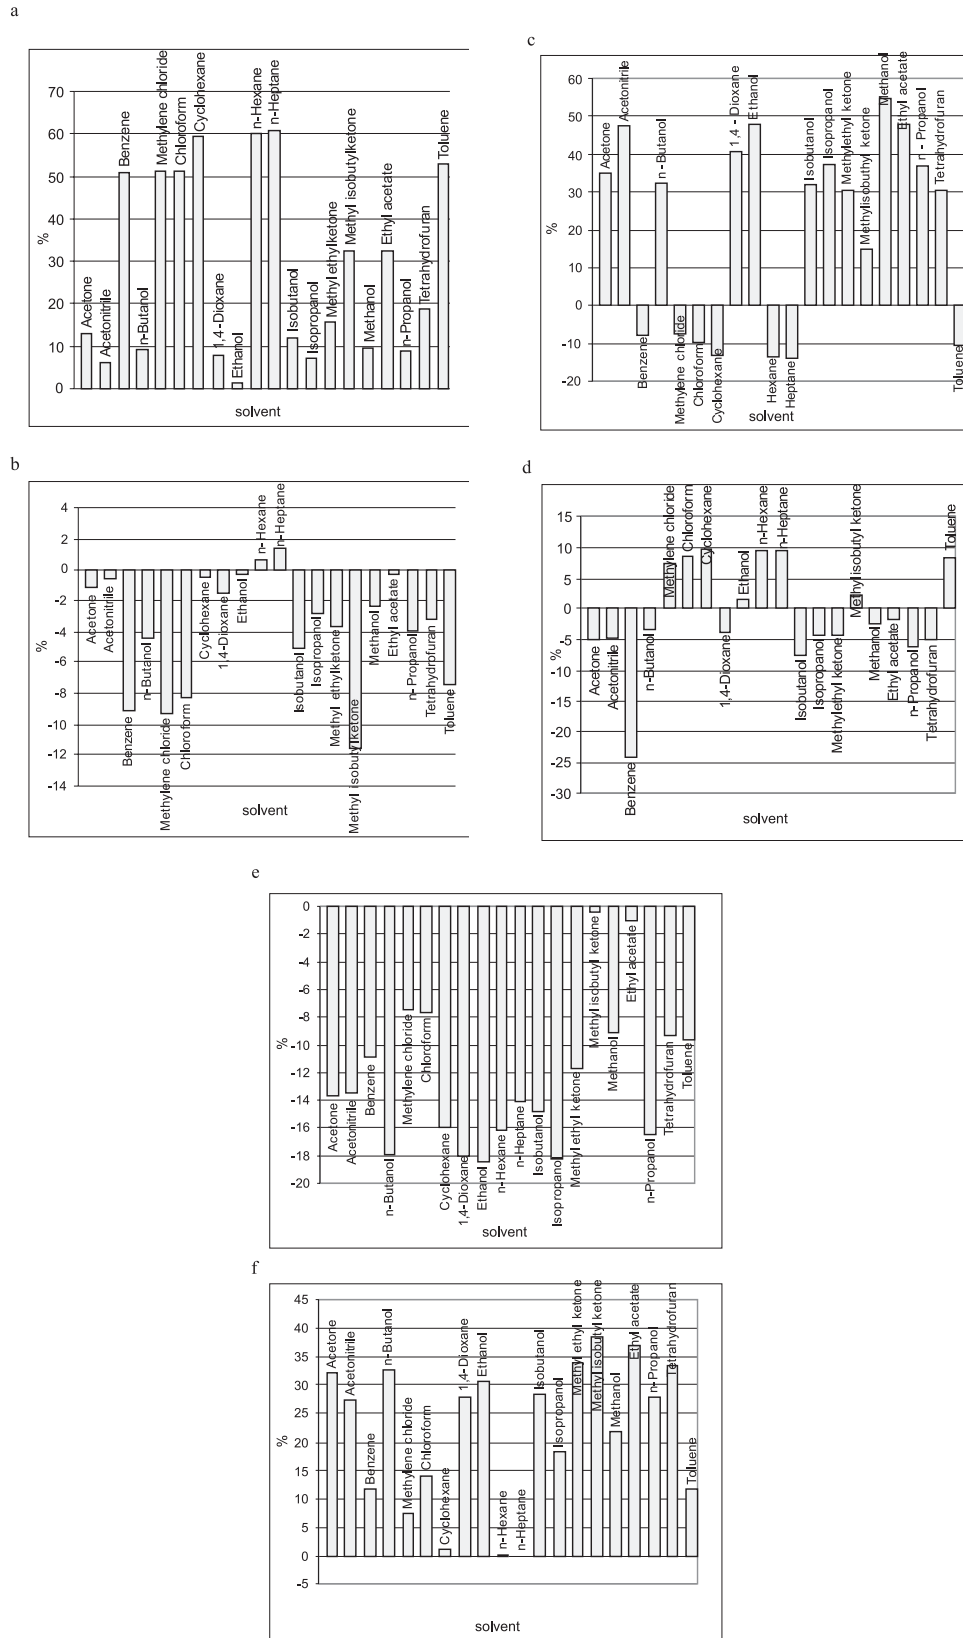 a
70
60
50
40
30
20
10
0
%
Acetone
Acetonitrile
Benzene
n-Butanol
Methylene chloride
Chloroform
Cyclohexane
1,4-Dioxane
Ethanol
n-Hexane
n-Heptane
Isobutanol
Isopropanol
Methyl ethylketone
Methyl isobutylketone
Methanol
Ethyl acetate
n-Propanol
Tetrahydrofuran
Toluene
solvent
c
60
50
40
30
20
10
0
-10
-20
%
Acetone
Acetonitrile
Benzene
n-Butanol
Methylene chloride
Chloroform
Cyclohexane
1,4 - Dioxane
Ethanol
Hexane
Heptane
Isobutanol
Isopropanol
Methylethyl ketone
Methylisobuthyl ketone
Methanol
Ethyl acetate
n - Propanol
Tetrahydrofuran
Toluene
solvent
b
4
2
0
-2
-4
-6
-8
-10
-12
-14
%
Acetone
Acetonitrile
Benzene
n-Butanol
Methylene chloride
Chloroform
Cyclohexane
1,4-Dioxane
Ethanol
n-Hexane
n-Heptane
Isobutanol
Isopropanol
Methyl ethylketone
Methyl isobutylketone
Methanol
Ethyl acetate
n-Propanol
Tetrahydrofuran
Toluene
solvent
d
15
10
5
0
-5
-10
-15
-20
-25
-30
%
Acetone
Acetonitrile
Benzene
n-Butanol
Methylene chloride
Chloroform
Cyclohexane
1,4-Dioxane
Ethanol
n-Hexane
n-Heptane
Isobutanol
Isopropanol
Methylethyl ketone
Methyl isobutyl ketone
Methanol
Ethyl acetate
n-Propanol
Tetrahydrofuran
Toluene
solvent
e
0
-2
-4
-6
-8
-10
-12
-14
-16
-18
-20
%
Acetone
Acetonitrile
Benzene
n-Butanol
Methylene chloride
Chloroform
Cyclohexane
1,4-Dioxane
Ethanol
n-Hexane
n-Heptane
Isobutanol
Isopropanol
Methyl ethyl ketone
Methyl isobutyl ketone
Methanol
Ethyl acetate
n-Propanol
Tetrahydrofuran
Toluene
solvent
f
45
40
35
30
25
20
15
10
5
0
-5
%
Acetone
Acetonitrile
Benzene
n-Butanol
Methylene chloride
Chloroform
Cyclohexane
1,4-Dioxane
Ethanol
n-Hexane
n-Heptane
Isobutanol
Isopropanol
Methyl ethyl ketone
Methyl isobutyl ketone
Methanol
Ethyl acetate
n-Propanol
Tetrahydrofuran
Toluene
solvent